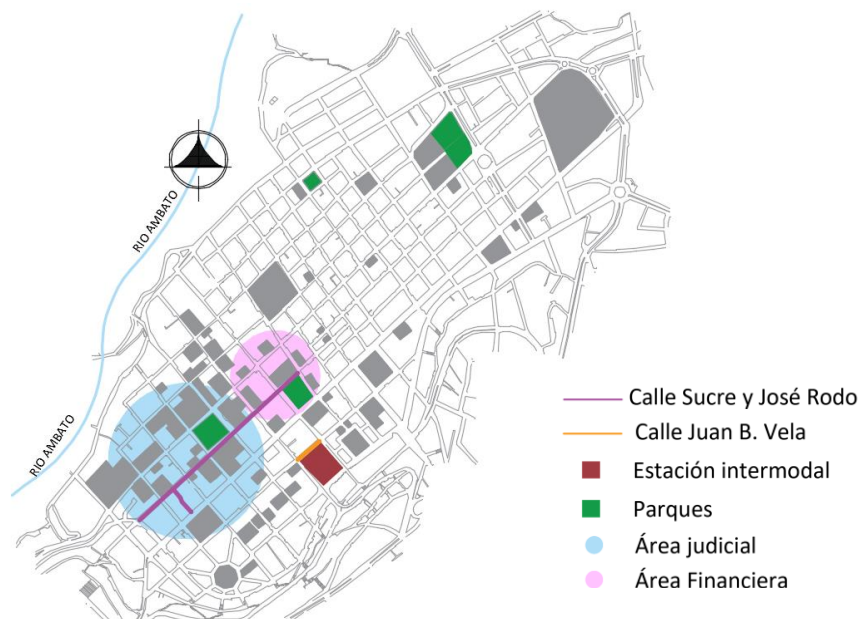 RIO AMBATO
RIO AMBATO
Calle Sucre y José Rodo
Calle Juan B. Vela
Estación intermodal
Parques
Área judicial
Área Financiera